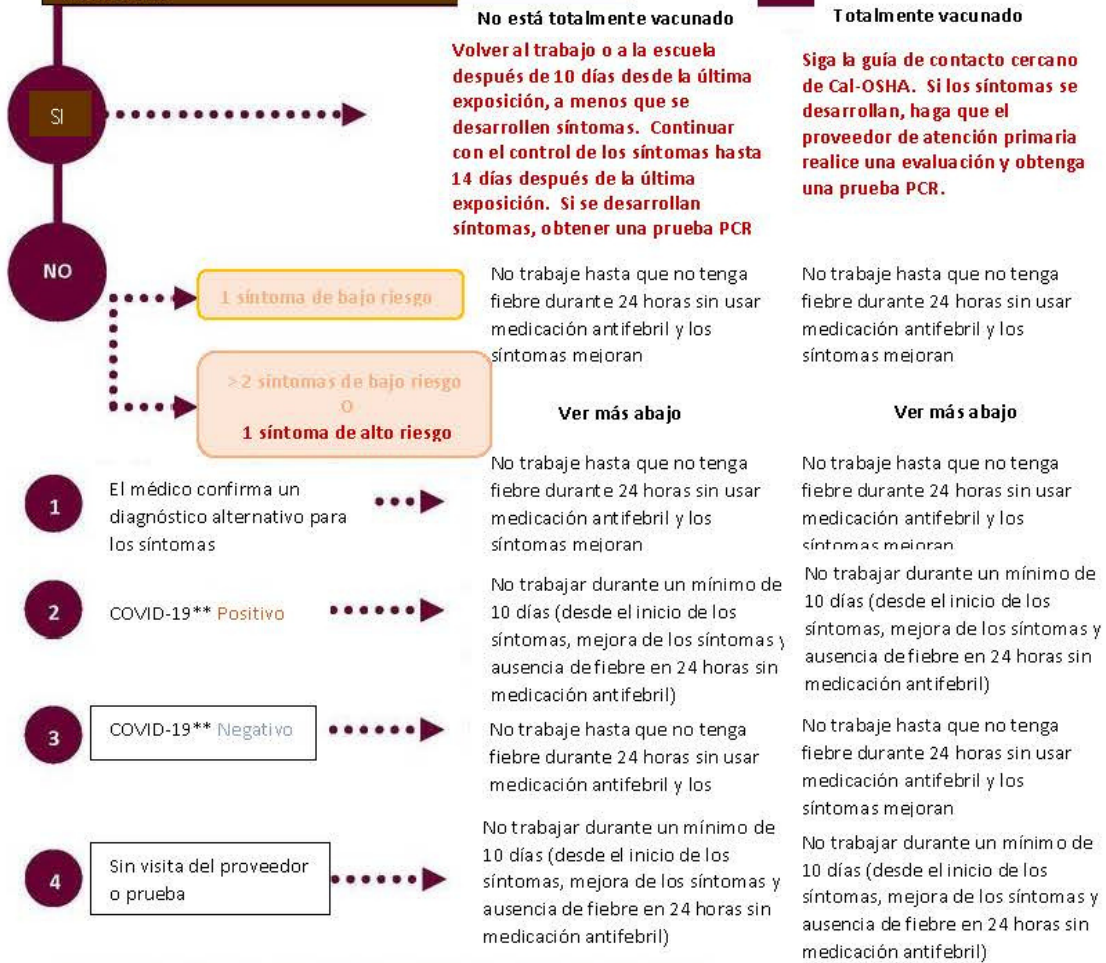 No está totalmente vacunado
Totalmente vacunado
SI
Volver al trabajo o a la escuela
después de 10 días desde la última
exposición, a menos que se
desarrollen síntomas. Continuar
con el control de los síntomas hasta
14 días después de la última
exposición. Si se desarrollan
síntomas, obtener una prueba PCR
Siga la guía de contacto cercano
de Cal-OSHA. Si los síntomas se
desarrollan, haga que el
proveedor de atención primaria
realice una evaluación y obtenga
una prueba PCR.
NO
1 síntoma de bajo riesgo
No trabaje hasta que no tenga
fiebre durante 24 horas sin usar
medicación antifebril y los
síntomas mejoran
No trabaje hasta que no tenga
fiebre durante 24 horas sin usar
medicación antifebril y los
síntomas mejoran
>2 síntomas de bajo riesgo
O
1 síntoma de alto riesgo
Ver más abajo
Ver más abajo
1
El médico confirma un
diagnóstico alternativo para
los síntomas
No trabaje hasta que no tenga
fiebre durante 24 horas sin usar
medicación antifebril y los
síntomas mejoran
No trabaje hasta que no tenga
fiebre durante 24 horas sin usar
medicación antifebril y los
síntomas mejoran
2
COVID-19** Positivo
No trabajar durante un mínimo de
10 días (desde el inicio de los
síntomas, mejora de los síntomas y
ausencia de fiebre en 24 horas sin
medicación antifebril)
No trabajar durante un mínimo de
10 días (desde el inicio de los
síntomas, mejora de los síntomas y
ausencia de fiebre en 24 horas sin
medicación antifebril)
3
COVID-19** Negativo
No trabaje hasta que no tenga
fiebre durante 24 horas sin usar
medicación antifebril y los
No trabaje hasta que no tenga
fiebre durante 24 horas sin usar
medicación antifebril y los
síntomas mejoran
4
Sin visita del proveedor
o prueba
No trabajar durante un mínimo de
10 días (desde el inicio de los
síntomas, mejora de los síntomas y
ausencia de fiebre en 24 horas sin
medicación antifebril)
No trabajar durante un mínimo de
10 días (desde el inicio de los
síntomas, mejora de los síntomas y
ausencia de fiebre en 24 horas sin
medicación antifebril)